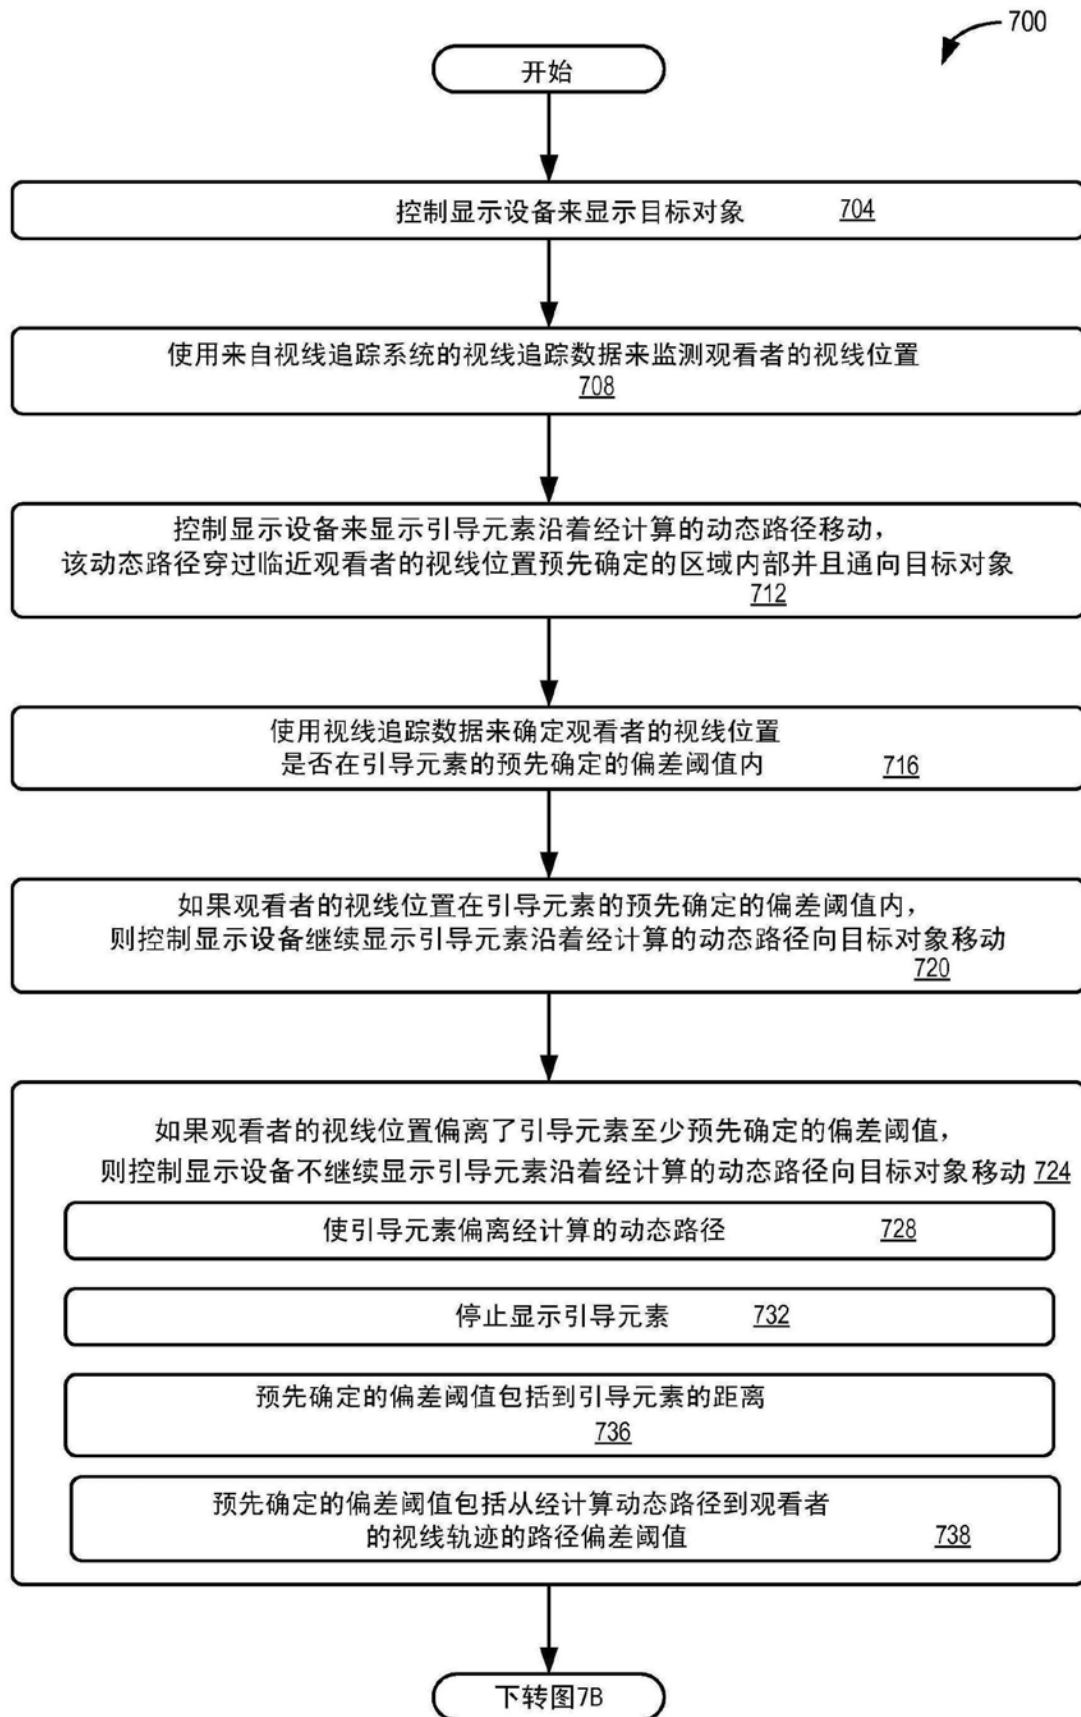 700
开始
控制显示设备来显示目标对象 704
使用来自视线追踪系统的视线追踪数据来监测观看者的视线位置
708
控制显示设备来显示引导元素沿着经计算的动态路径移动，
该动态路径穿过临近观看者的视线位置预先确定的区域内部并且通向目标对象
712
使用视线追踪数据来确定观看者的视线位置
是否在引导元素的预先确定的偏差阈值内 716
如果观看者的视线位置在引导元素的预先确定的偏差阈值内，
则控制显示设备继续显示引导元素沿着经计算的动态路径向目标对象移动
720
如果观看者的视线位置偏离了引导元素至少预先确定的偏差阈值，
则控制显示设备不继续显示引导元素沿着经计算的动态路径向目标对象移动 724
使引导元素偏离经计算的动态路径 728
停止显示引导元素 732
预先确定的偏差阈值包括到引导元素的距离
736
预先确定的偏差阈值包括从经计算动态路径到观看者
的视线轨迹的路径偏差阈值 738
下转图7B